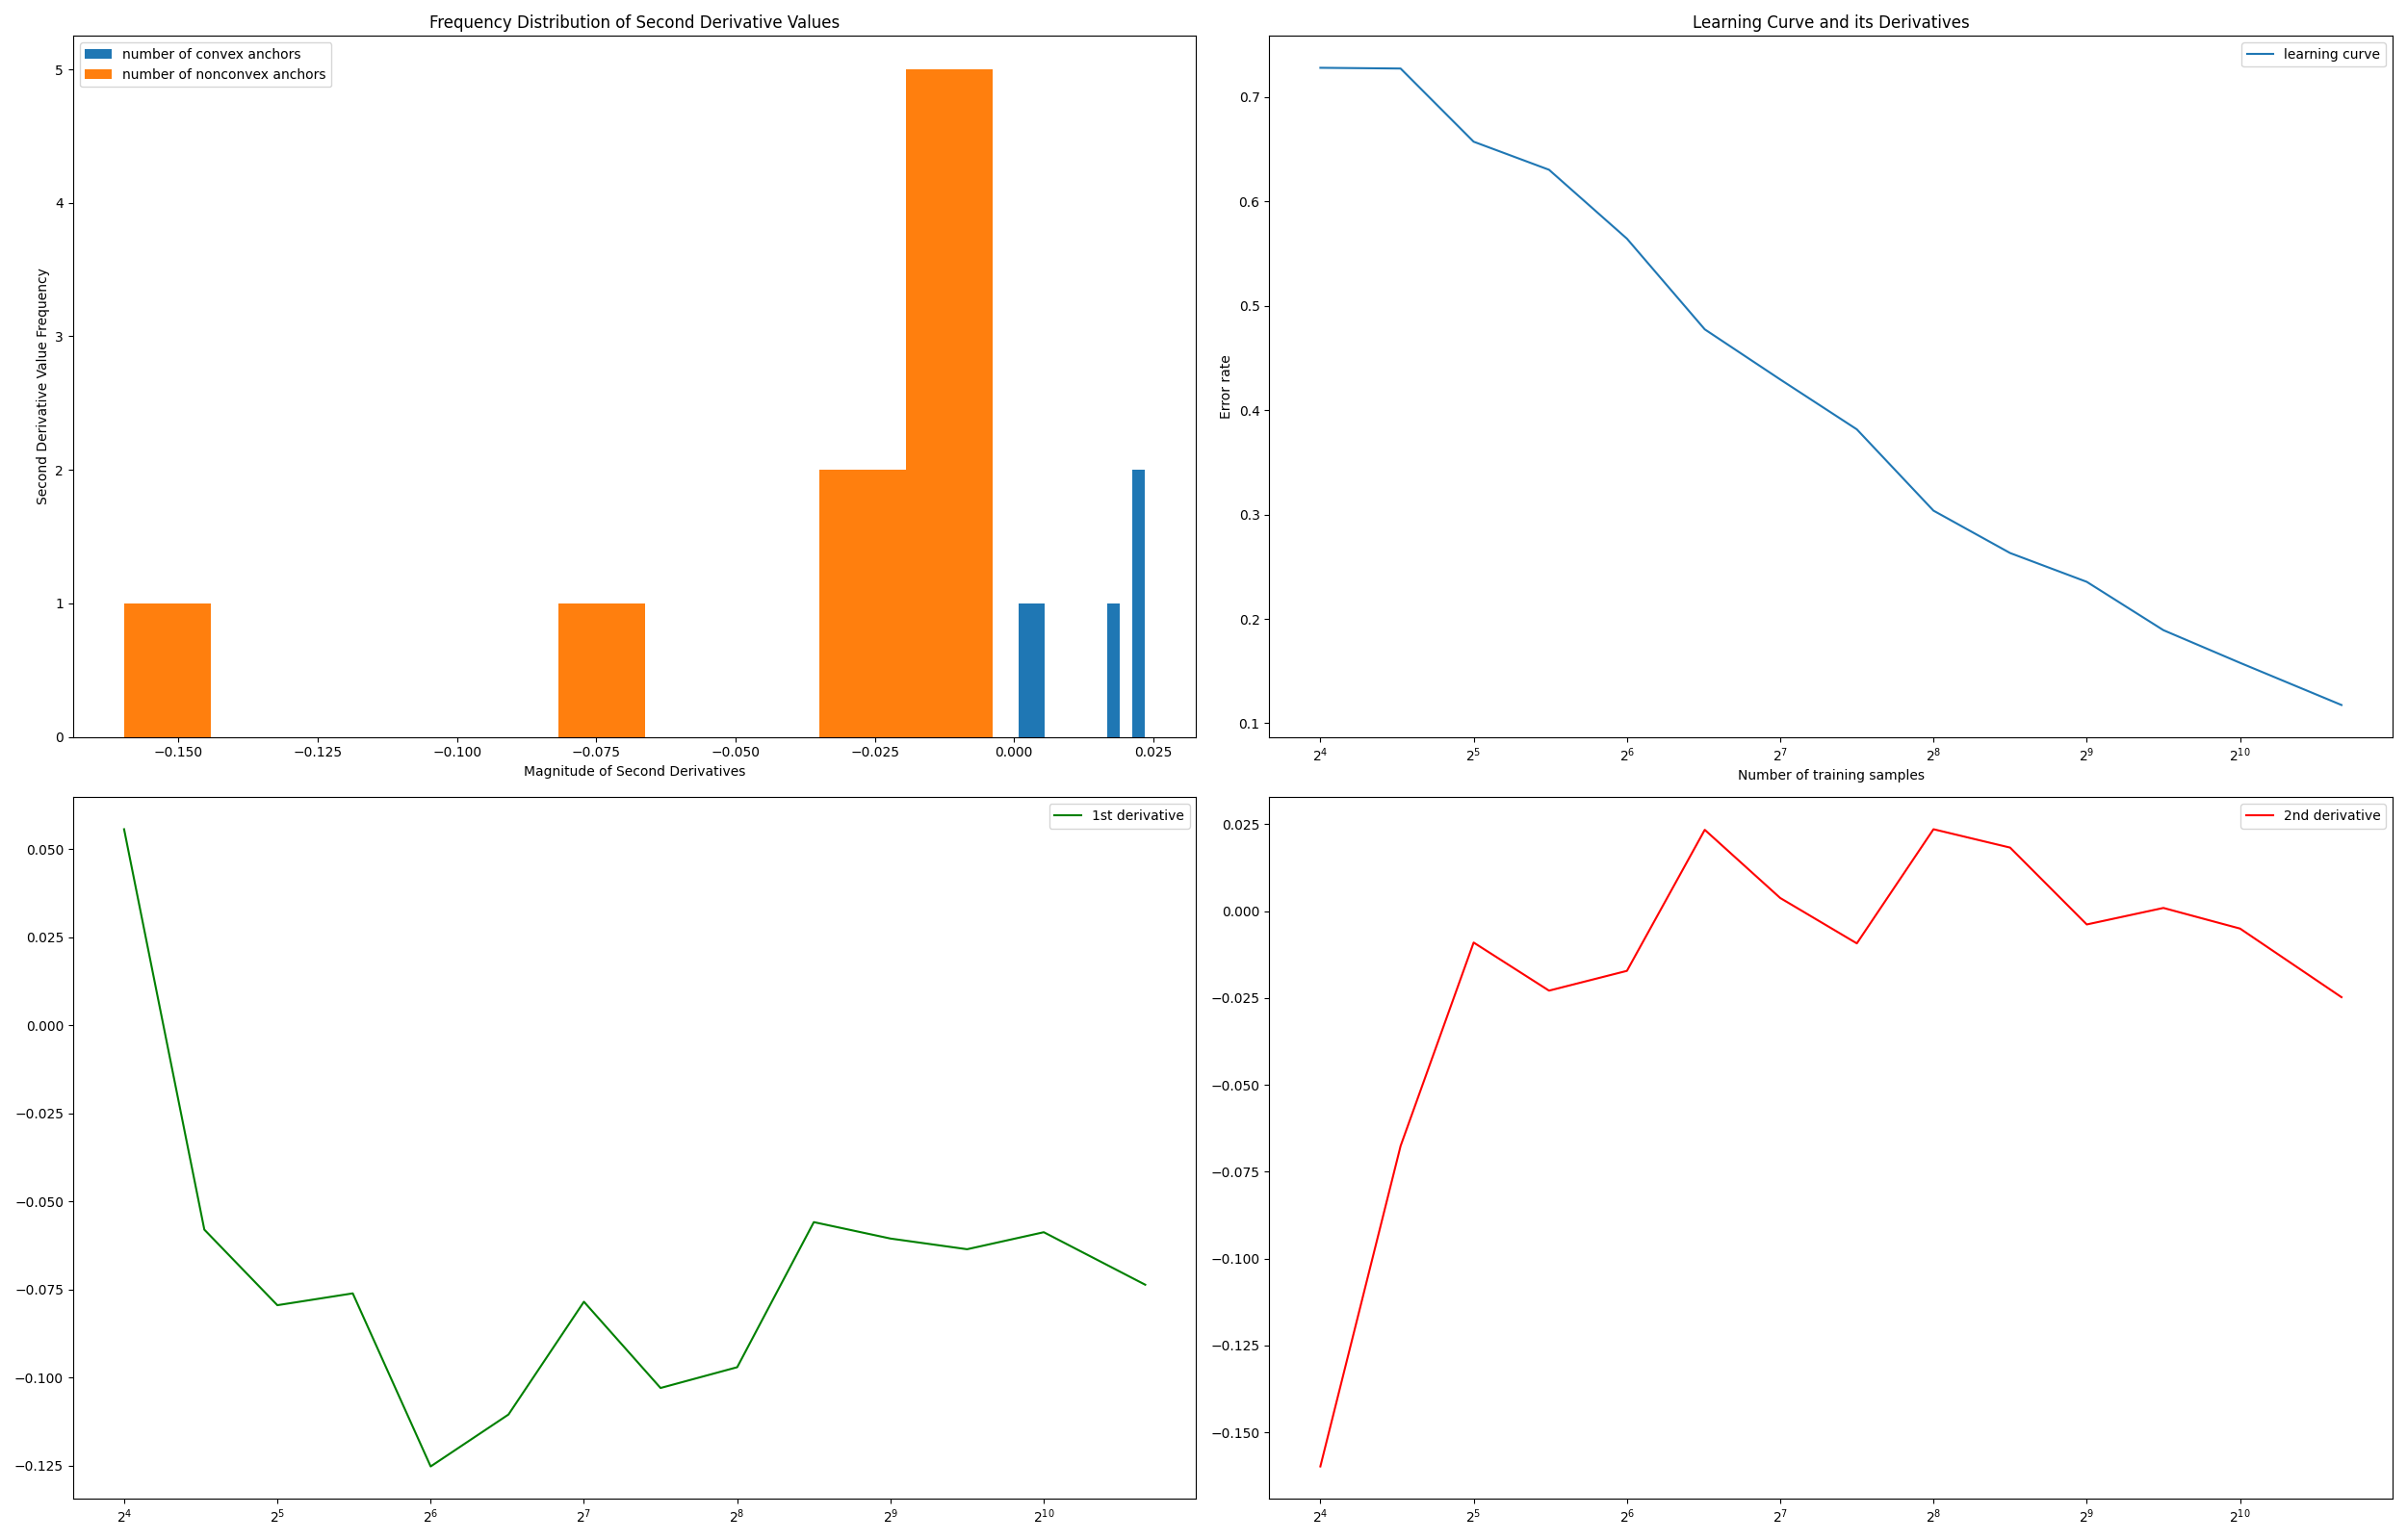 Frequency Distribution of Second Derivative Values
number of convex anchors
number of nonconvex anchors
Second Derivative Value Frequency
5
4
3
2
1
0
−0.150 −0.125 −0.100 −0.075 −0.050 −0.025 0.000 0.025
Magnitude of Second Derivatives
Learning Curve and its Derivatives
learning curve
Error rate
0.7
0.6
0.5
0.4
0.3
0.2
0.1
2^4 2^5 2^6 2^7 2^8 2^9 2^10
Number of training samples
1st derivative
0.050
0.025
0.000
−0.025
−0.050
−0.075
−0.100
−0.125
2^4 2^5 2^6 2^7 2^8 2^9 2^10
2nd derivative
0.025
0.000
−0.025
−0.050
−0.075
−0.100
−0.125
−0.150
2^4 2^5 2^6 2^7 2^8 2^9 2^10